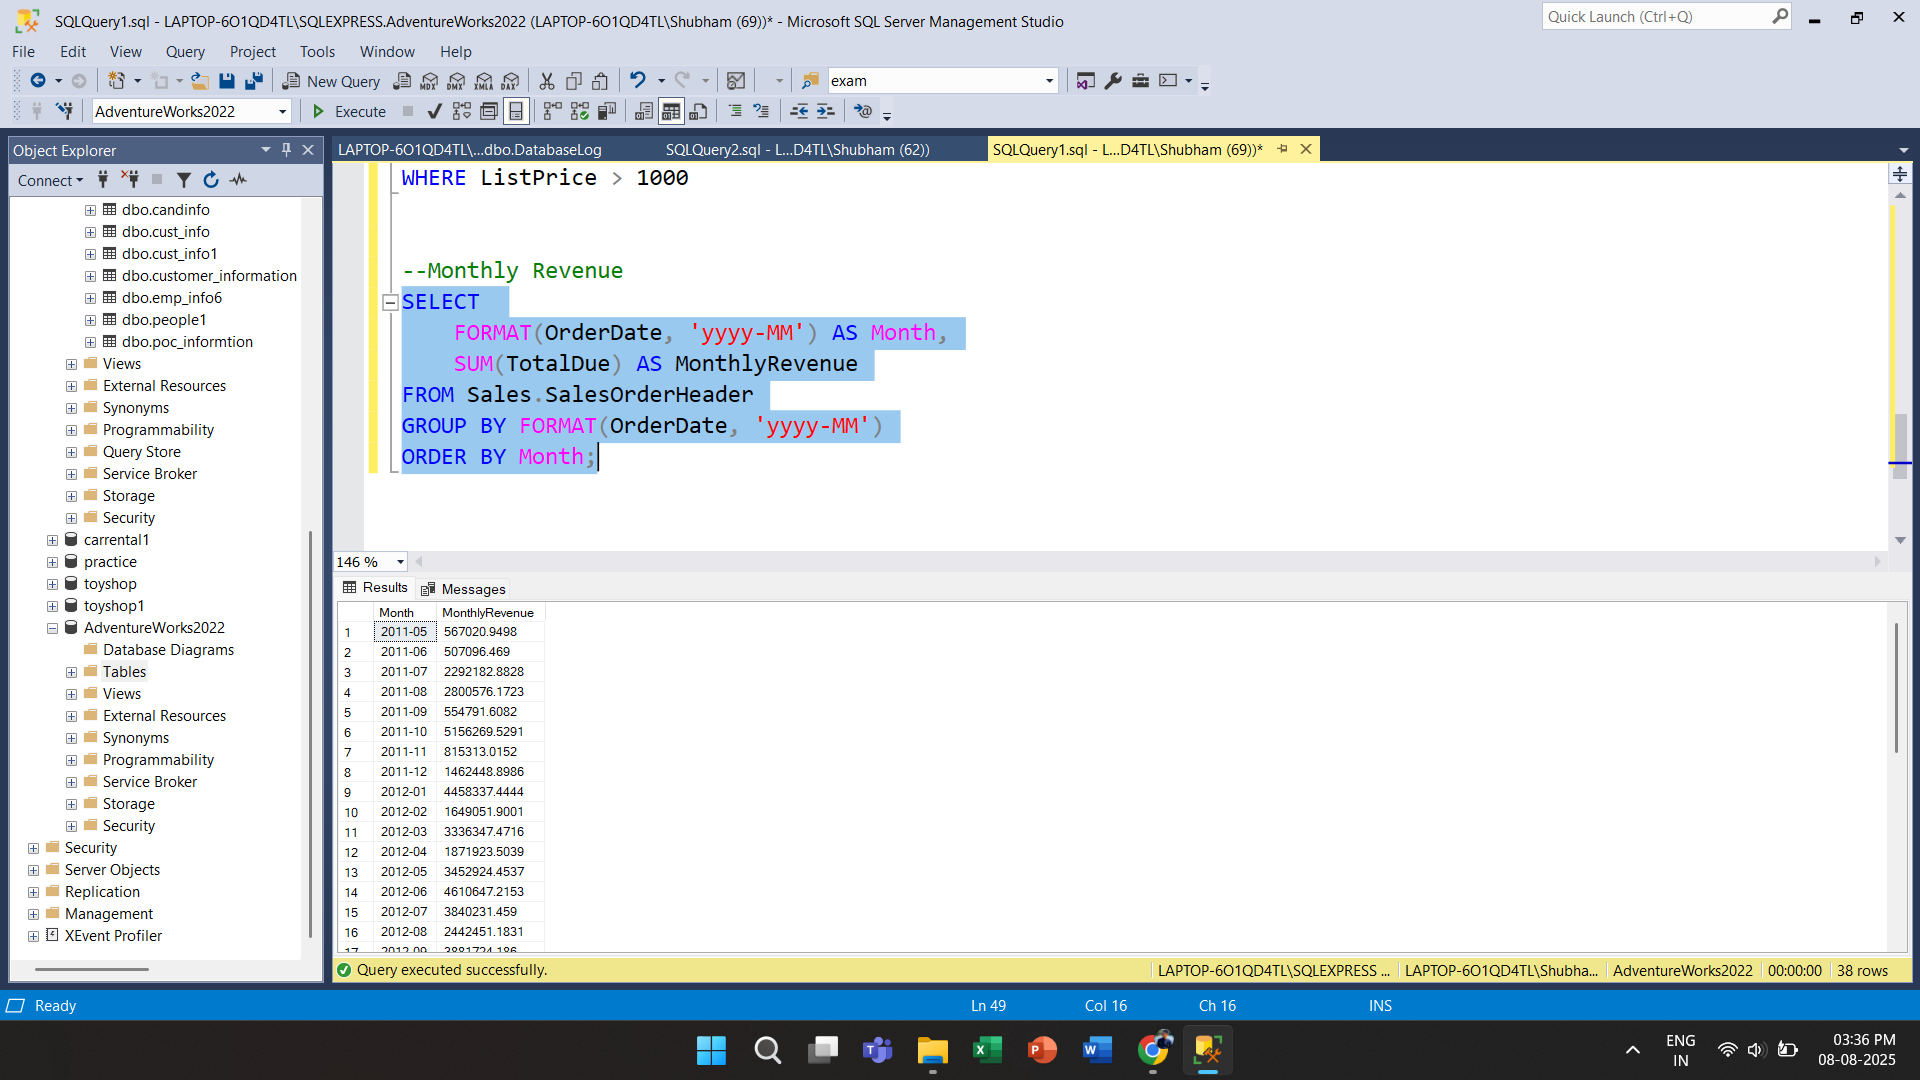 SQLQuery1.sql - LAPTOP-6O1QD4TL\SQLEXPRESS.AdventureWorks2022 (LAPTOP-6O1QD4TL\Shubham (69))* - Microsoft SQL Server Management Studio
Quick Launch (Ctrl+Q)
File Edit View Query Project Tools Window Help
New Query MDX DMX XMLA DAX exam
AdventureWorks2022 Execute
Object Explorer
Connect
dbo.candinfo
dbo.cust_info
dbo.cust_info1
dbo.customer_information
dbo.emp_info6
dbo.people1
dbo.poc_informtion
Views
External Resources
Synonyms
Programmability
Query Store
Service Broker
Storage
Security
carrental1
practice
toyshop
toyshop1
AdventureWorks2022
Database Diagrams
Tables
Views
External Resources
Synonyms
Programmability
Service Broker
Storage
Security
Security
Server Objects
Replication
Management
XEvent Profiler
LAPTOP-6O1QD4TL\...dbo.DatabaseLog SQLQuery2.sql - L...D4TL\Shubham (62)) SQLQuery1.sql - L...D4TL\Shubham (69))*
WHERE ListPrice > 1000
--Monthly Revenue
SELECT
FORMAT(OrderDate, 'yyyy-MM') AS Month,
SUM(TotalDue) AS MonthlyRevenue
FROM Sales.SalesOrderHeader
GROUP BY FORMAT(OrderDate, 'yyyy-MM')
ORDER BY Month;
146 %
Results Messages
Month MonthlyRevenue
1 2011-05 567020.9498
2 2011-06 507096.469
3 2011-07 2292182.8828
4 2011-08 2800576.1723
5 2011-09 554791.6082
6 2011-10 5156269.5291
7 2011-11 815313.0152
8 2011-12 1462448.8986
9 2012-01 4458337.4444
10 2012-02 1649051.9001
11 2012-03 3336347.4716
12 2012-04 1871923.5039
13 2012-05 3452924.4537
14 2012-06 4610647.2153
15 2012-07 3840231.459
16 2012-08 2442451.1831
17 2012-09 3881724.186
Query executed successfully. LAPTOP-6O1QD4TL\SQLEXPRESS ... LAPTOP-6O1QD4TL\Shubha... AdventureWorks2022 00:00:00 38 rows
Ready Ln 49 Col 16 Ch 16 INS
ENG
IN
03:36 PM
08-08-2025